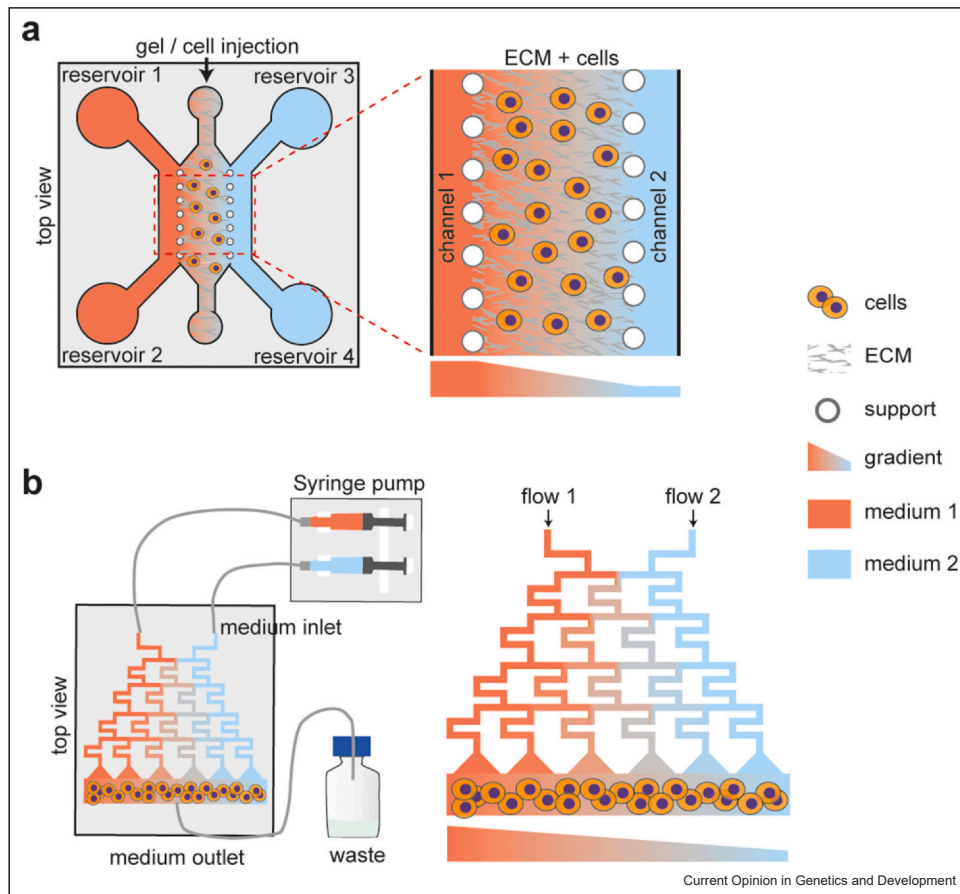 a
gel / cell injection
reservoir 1
reservoir 3
top view
reservoir 2
reservoir 4
ECM + cells
channel 1
channel 2
cells
ECM
support
gradient
medium 1
medium 2
b
Syringe pump
medium inlet
top view
medium outlet
waste
flow 1
flow 2
Current Opinion in Genetics and Development